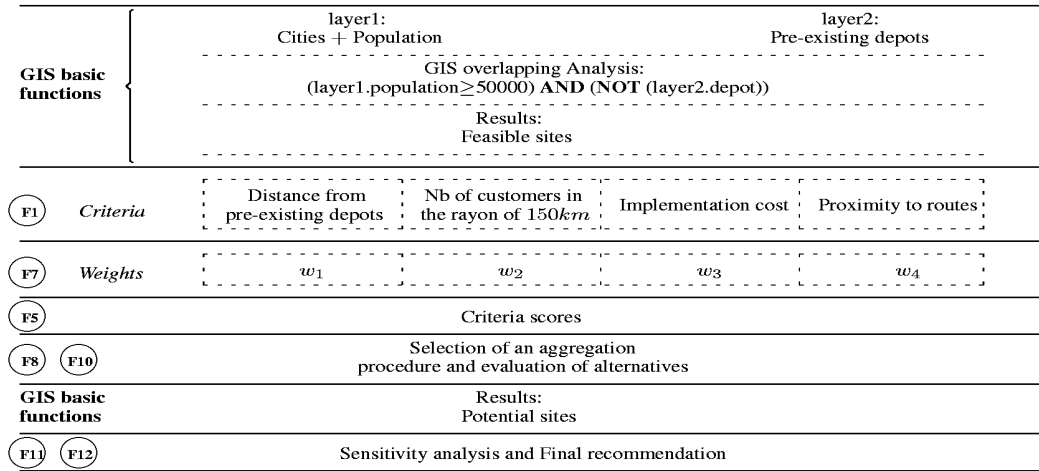 layer1:
Cities + Population
layer2:
Pre-existing depots
GIS basic
functions
GIS overlapping Analysis:
(layer1.population≥50000) AND (NOT (layer2.depot))
Results:
Feasible sites
F1
Criteria
Distance from
pre-existing depots
Nb of customers in
the rayon of 150km
Implementation cost
Proximity to routes
F7
Weights
w1
w2
w3
w4
F5
Criteria scores
F8
F10
Selection of an aggregation
procedure and evaluation of alternatives
GIS basic
functions
Results:
Potential sites
F11
F12
Sensitivity analysis and Final recommendation